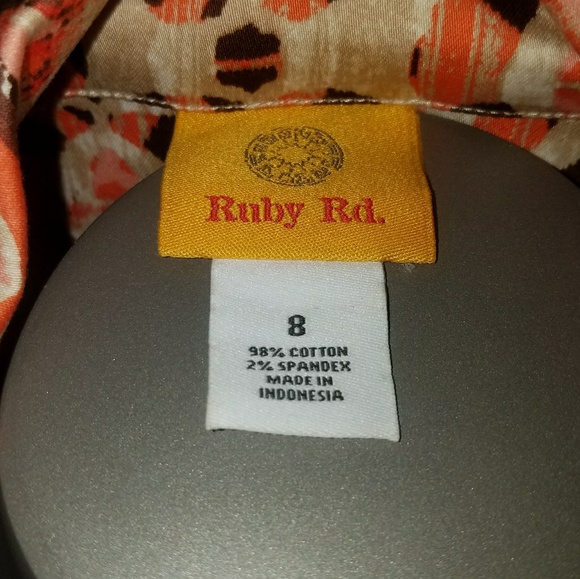 Ruby Rd.
8
98% COTTON
2% SPANDEX
MADE IN
INDONESIA